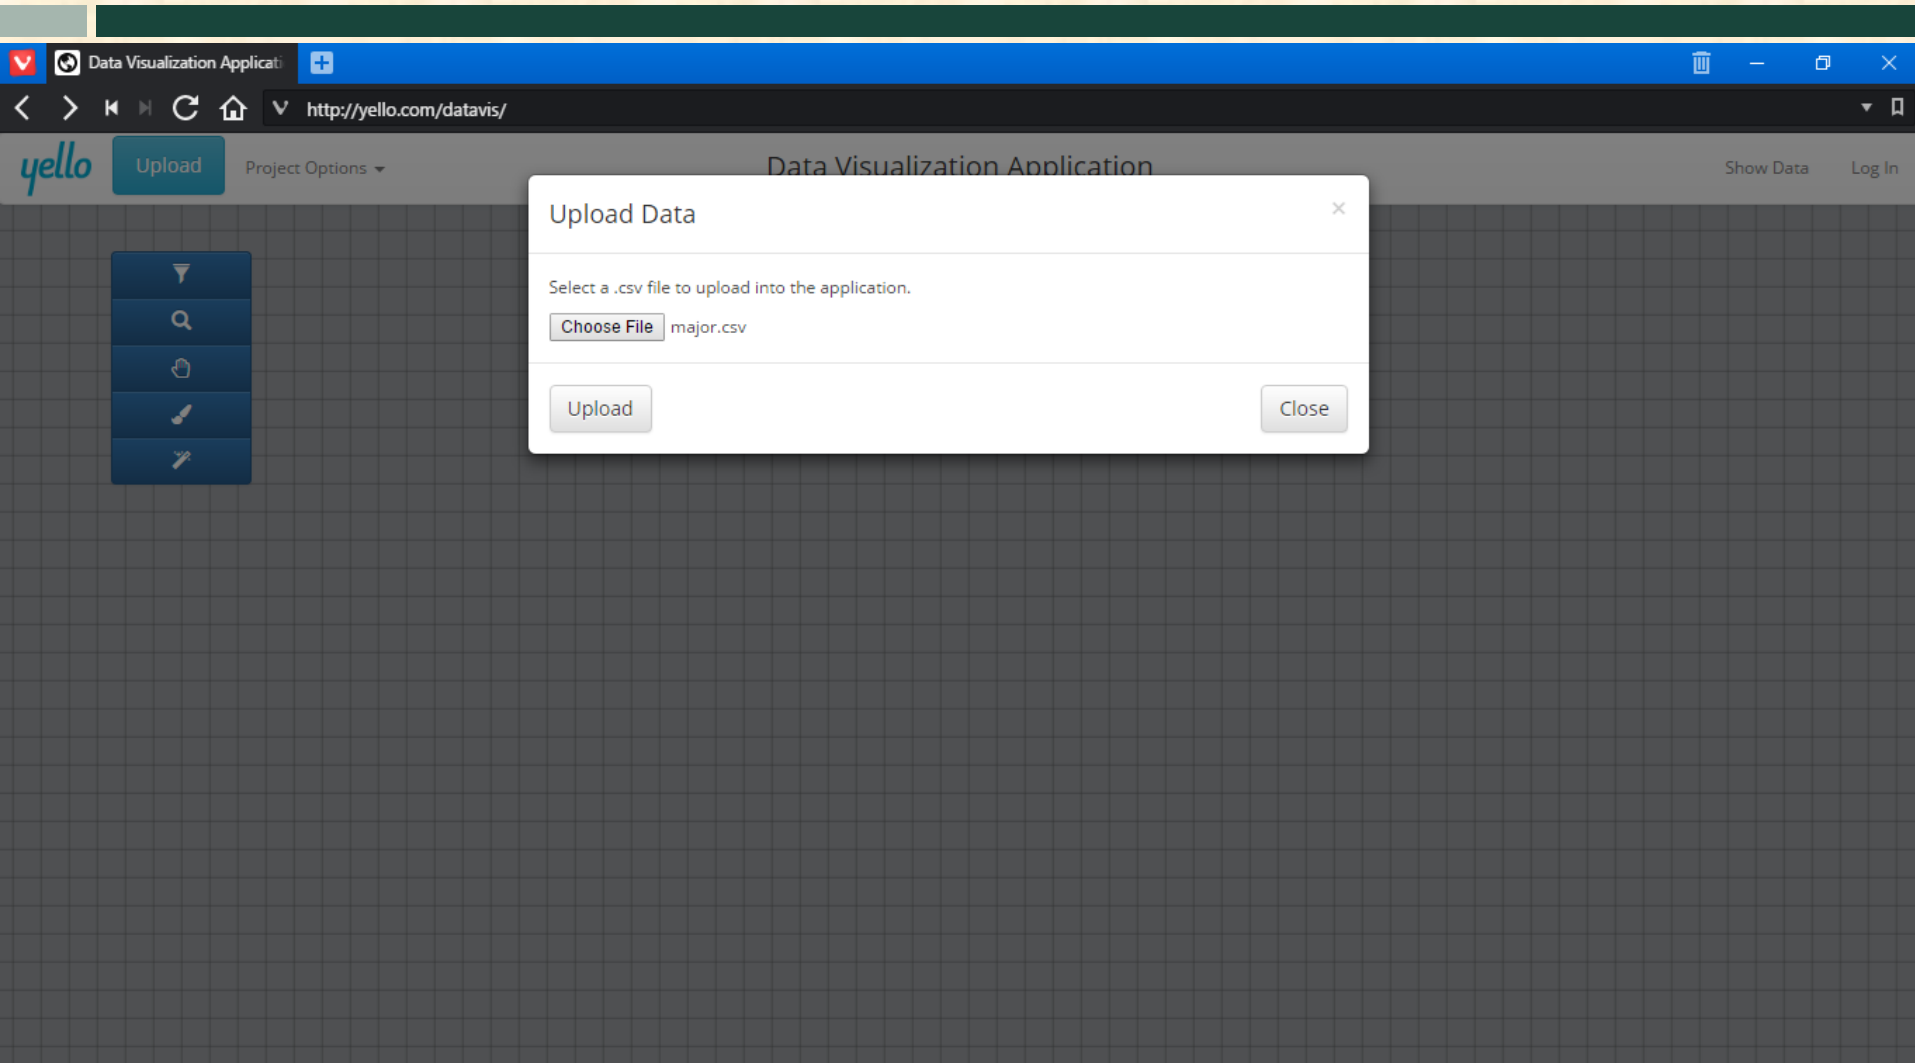 Data Visualization Applicati
http://yello.com/datavis/
yello
Upload
Project Options
Data Visualization Application
Show Data
Log In
Upload Data
×
Select a .csv file to upload into the application.
Choose File major.csv
Upload
Close